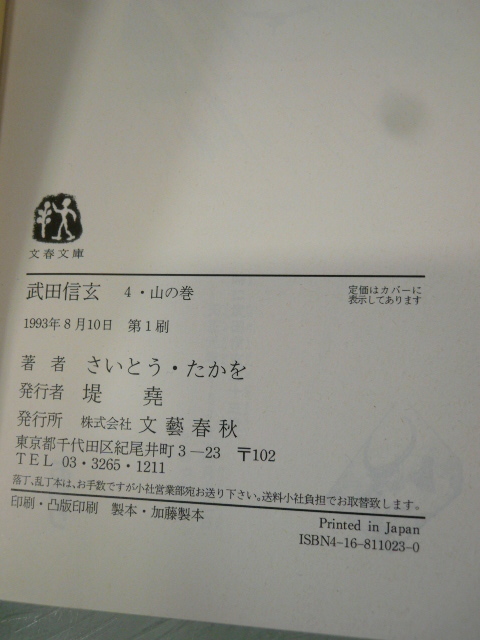 文春文庫
武田信玄 4・山の巻
定価はカバーに
表示してあります
1993年8月10日 第1刷
著者 さいとう・たかを
発行者 堤 堯
発行所 株式会社 文藝春秋
東京都千代田区紀尾井町3—23 〒102
TEL 03・3265・1211
落丁、乱丁本は、お手数ですが小社営業部宛お送り下さい。送料小社負担でお取替致します。
印刷・凸版印刷 製本・加藤製本
Printed in Japan
ISBN4-16-811023-0